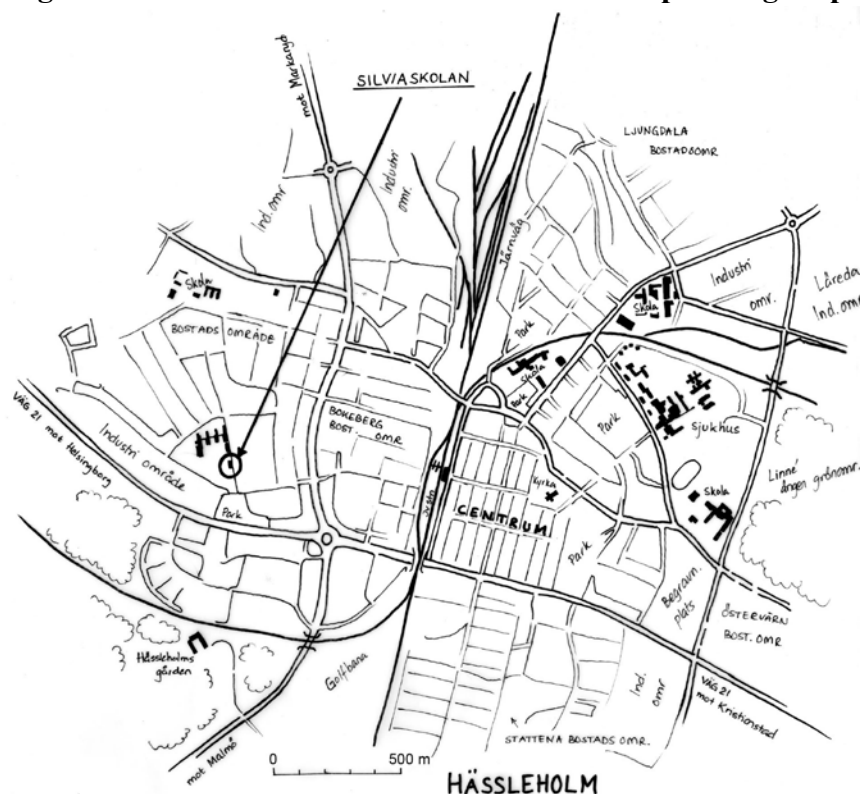 SILVIASKOLAN
mot Markaryd
Ind. omr.
Industri
omr.
Järnväg
LJUNGDALA
BOSTADSOMR.
Skola
BOSTADS OMRÅDE
Park
Skola
Industri
omr.
Låreda
Ind. omr.
Skola
Park
Park
Sjukhus
BOKEBERG
BOST. OMR
VÄG 21 mot Helsingborg
Industri område
Park
Kyrka
CENTRUM
Park
Skola
Linné
ången grönomr.
Begravn.
plats
ÖSTERVÄRN
BOST. OMR
Hässleholms
gården
Golfbana
Ind.
omr
VÄG 21
mot Kristianstad
STATTENA BOSTADS OMR.
mot Malmö
0 500 m
HÄSSLEHOLM